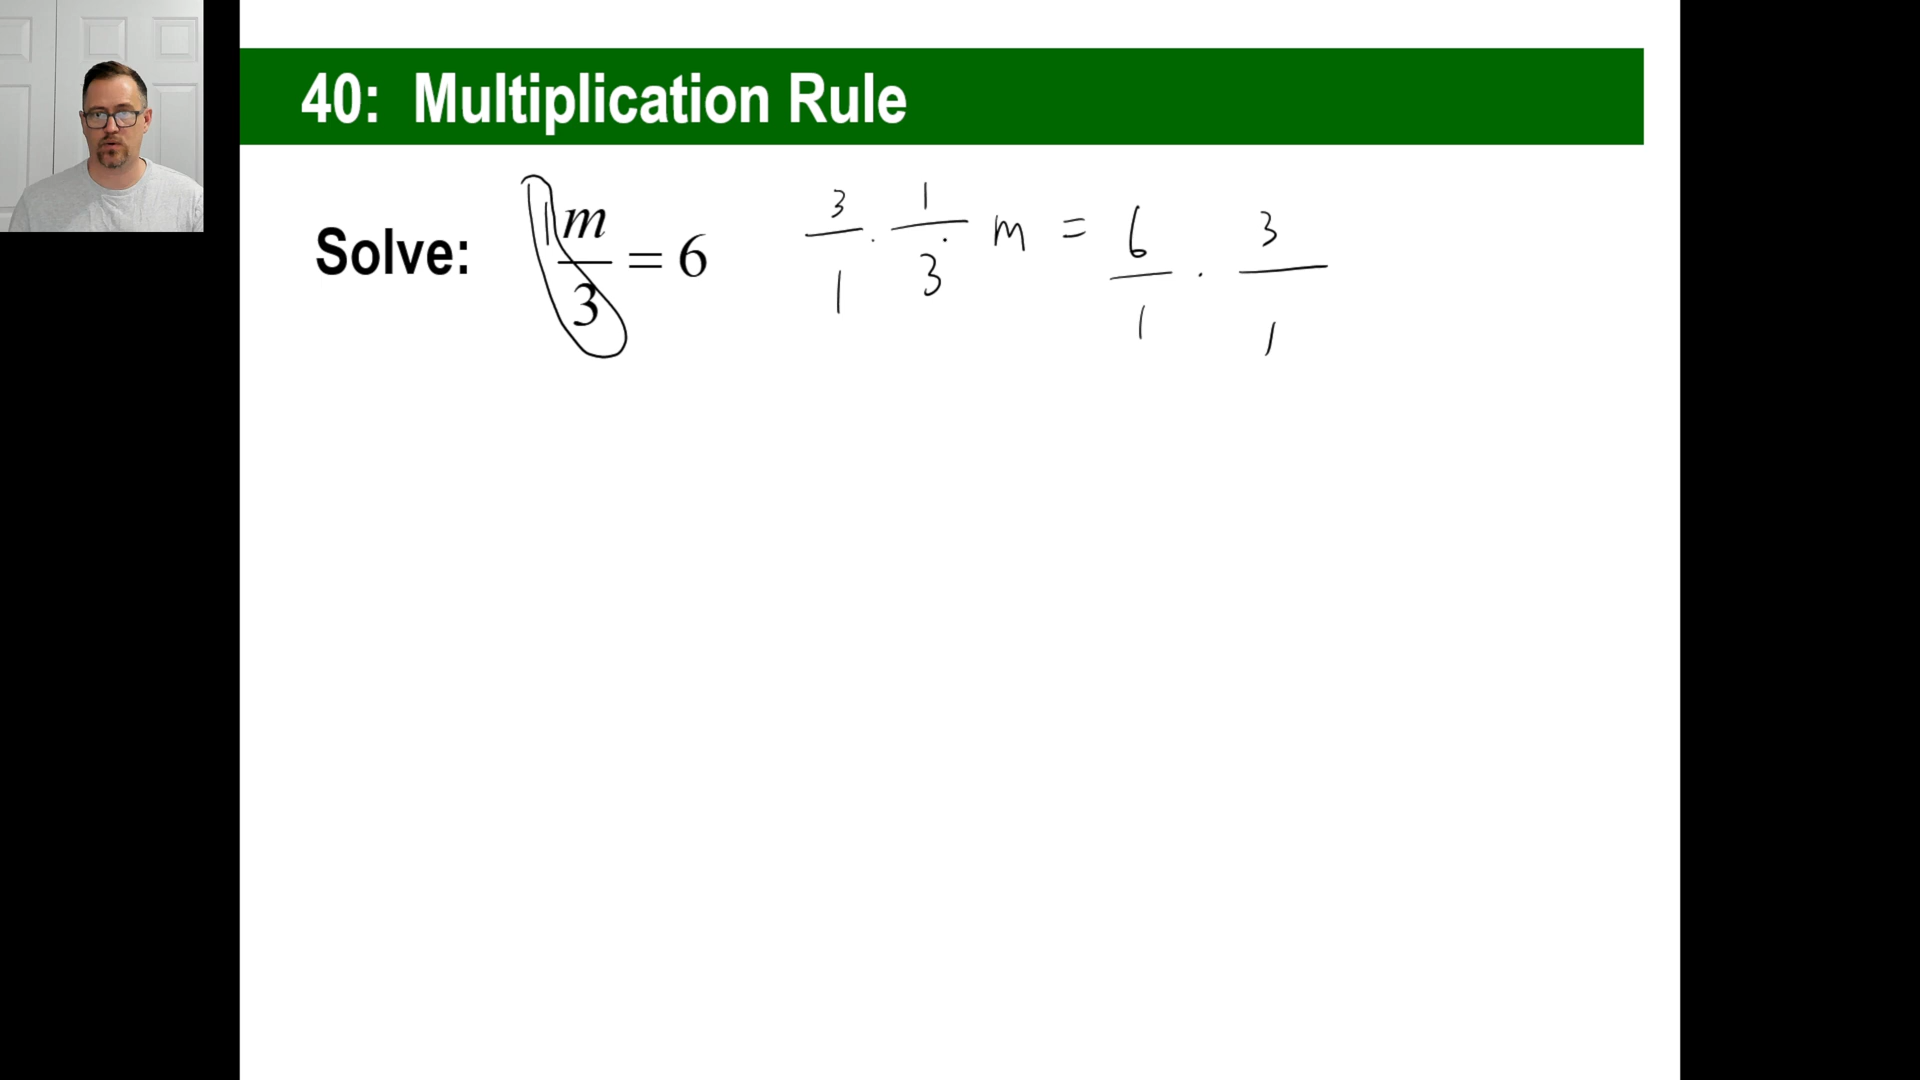 40: Multiplication Rule
Solve: 1m/3 = 6
3/1 · 1/3 m = 6/1 · 3/1